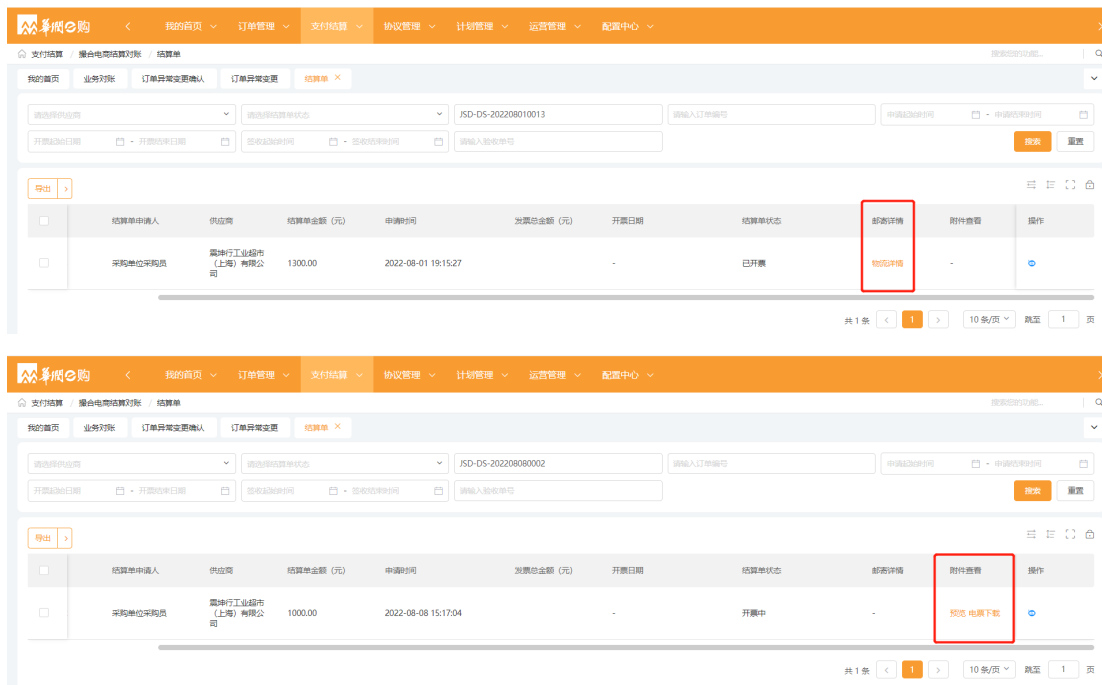 華潤e购 我的首页 订单管理 支付结算 协议管理 计划管理 运营管理 配置中心
支付结算 / 撮合电商结算对账 / 结算单 搜索您的功能...
我的首页 业务对账 订单异常变更确认 订单异常变更 结算单 ×
请选择供应商 请选择结算单状态 JSD-DS-202208010013 请输入订单编号 申请起始时间 - 申请结束时间
开票起始日期 - 开票结束日期 签收起始时间 - 签收结束时间 请输入验收单号 搜索 重置
导出
结算单申请人 供应商 结算单金额（元） 申请时间 发票总金额（元） 开票日期 结算单状态 邮寄详情 附件查看 操作
震坤行工业超市
采购单位采购员 （上海）有限公 1300.00 2022-08-01 19:15:27 - 已开票 物流详情 -
司
共 1 条 < 1 > 10 条/页 跳至 1 页
華潤e购 我的首页 订单管理 支付结算 协议管理 计划管理 运营管理 配置中心
支付结算 / 撮合电商结算对账 / 结算单 搜索您的功能...
我的首页 业务对账 订单异常变更确认 订单异常变更 结算单 ×
请选择供应商 请选择结算单状态 JSD-DS-202208080002 请输入订单编号 申请起始时间 - 申请结束时间
开票起始日期 - 开票结束日期 签收起始时间 - 签收结束时间 请输入验收单号 搜索 重置
导出
结算单申请人 供应商 结算单金额（元） 申请时间 发票总金额（元） 开票日期 结算单状态 邮寄详情 附件查看 操作
震坤行工业超市
采购单位采购员 （上海）有限公 1000.00 2022-08-08 15:17:04 - 开票中 - 预览 电票下载
司
共 1 条 < 1 > 10 条/页 跳至 1 页